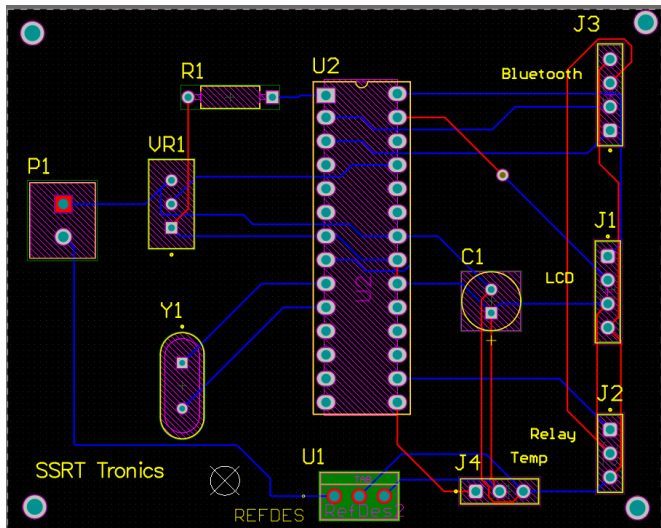 J3
R1
U2
Bluetooth
VR1
P1
J1
C1
LCD
U2
Y1
J2
Relay
U1
J4
Temp
SSRT Tronics
TAB
RefDes2
REFDES